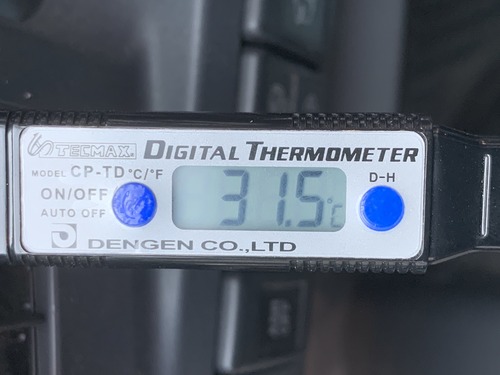 TECMAX DIGITAL THERMOMETER
MODEL CP-TD °C/°F D-H
ON/OFF 31.5°C
AUTO OFF
DENGEN CO.,LTD